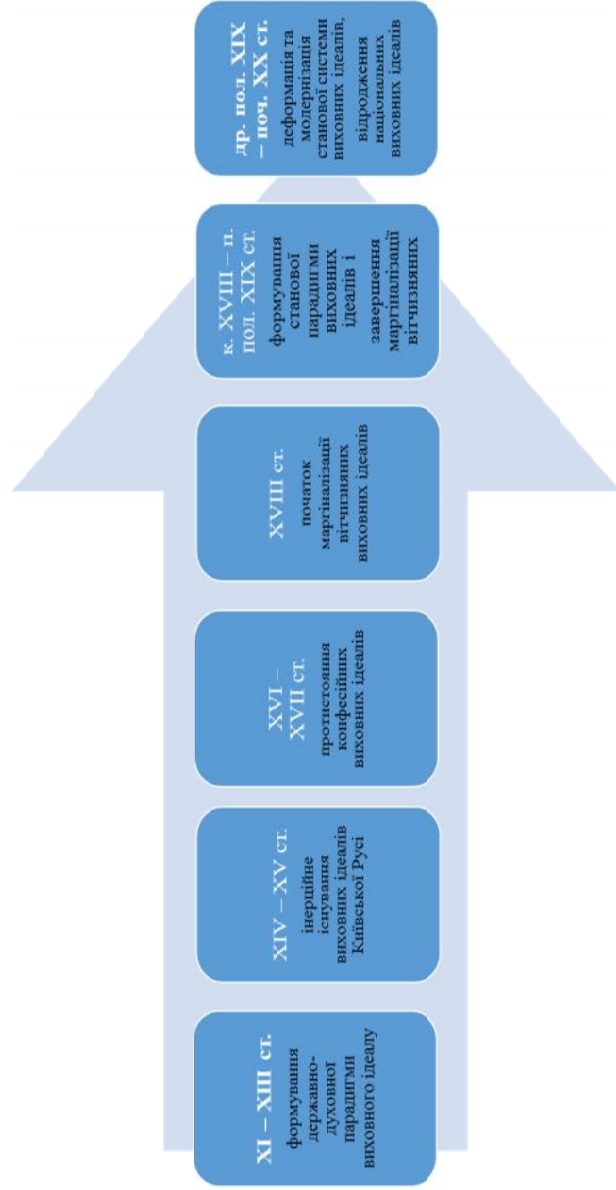 XI – XIII ст.
формування
державно-
духовної
парадигми
виховного ідеалу
XIV – XV ст.
інерційне
існування
виховних ідеалів
Київської Русі
XVI –
XVII ст.
протистояння
конфесійних
виховних ідеалів
XVIII ст.
початок
маргіналізації
вітчизняних
виховних ідеалів
к. XVIII – п.
пол. XIX ст.
формування
станової
парадигми
виховних
ідеалів і
завершення
маргіналізації
вітчизняних
др. пол. XIX
– поч. XX ст.
деформація та
модернізація
станової системи
виховних ідеалів,
відродження
національних
виховних ідеалів